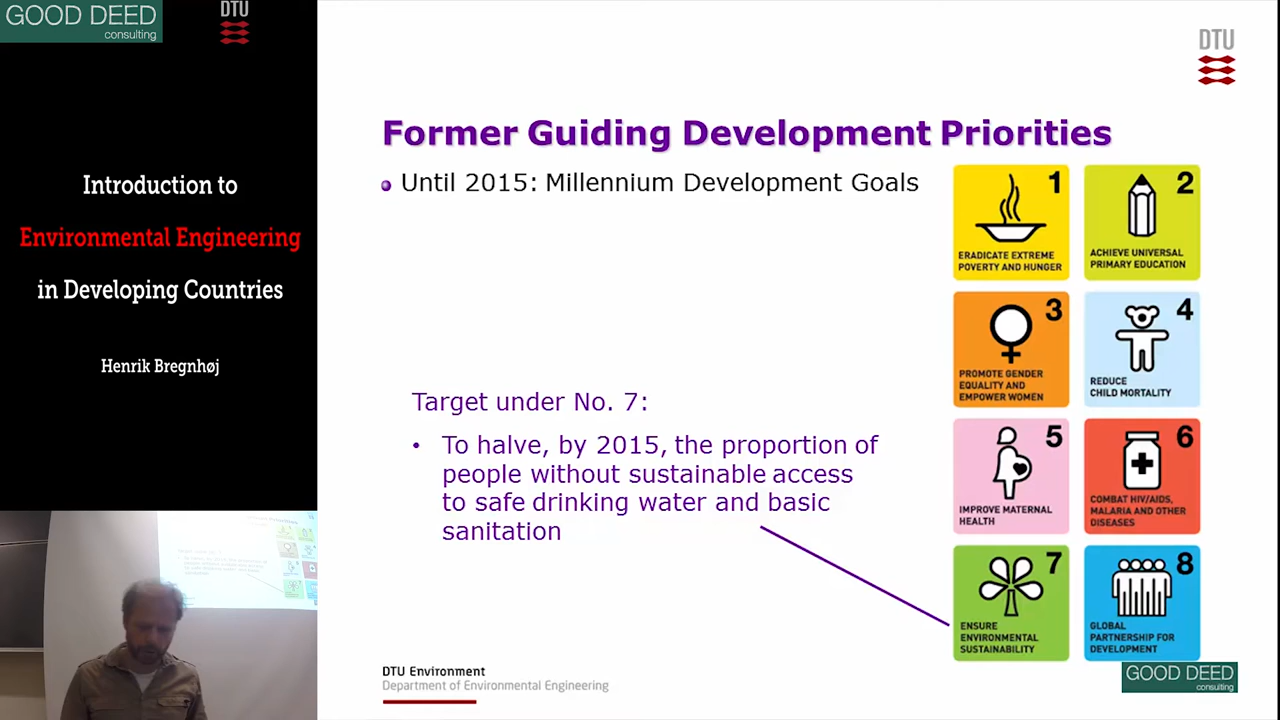 GOOD DEED
consulting
DTU
Introduction to
Environmental Engineering
in Developing Countries
Henrik Bregnhøj
DTU
Former Guiding Development Priorities
Until 2015: Millennium Development Goals
Target under No. 7:
• To halve, by 2015, the proportion of
people without sustainable access
to safe drinking water and basic
sanitation
1
ERADICATE EXTREME
POVERTY AND HUNGER
2
ACHIEVE UNIVERSAL
PRIMARY EDUCATION
3
PROMOTE GENDER
EQUALITY AND
EMPOWER WOMEN
4
REDUCE
CHILD MORTALITY
5
IMPROVE MATERNAL
HEALTH
6
COMBAT HIV/AIDS,
MALARIA AND OTHER
DISEASES
7
ENSURE
ENVIRONMENTAL
SUSTAINABILITY
8
GLOBAL
PARTNERSHIP FOR
DEVELOPMENT
DTU Environment
Department of Environmental Engineering
GOOD DEED
consulting